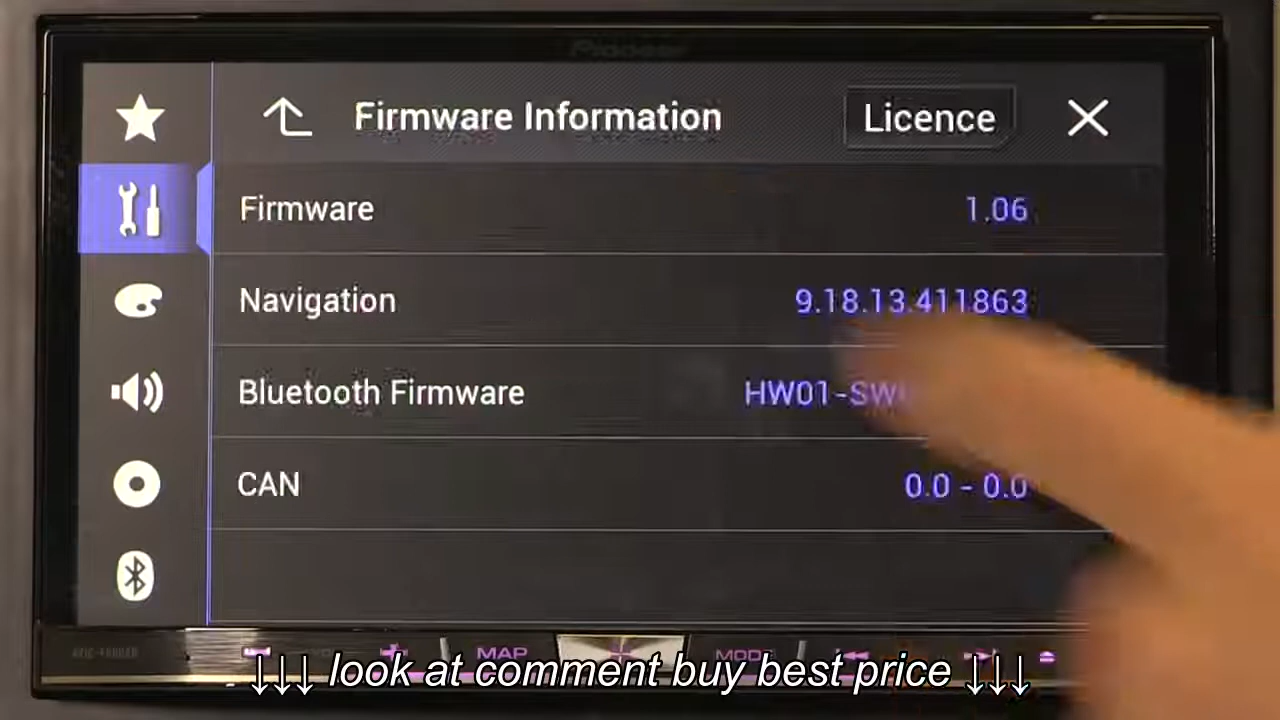 Pioneer
Firmware Information
Licence
Firmware 1.06
Navigation 9.18.13.411863
Bluetooth Firmware HW01-SW
CAN 0.0 - 0.0
MAP
MODE
↓↓↓ look at comment buy best price ↓↓↓